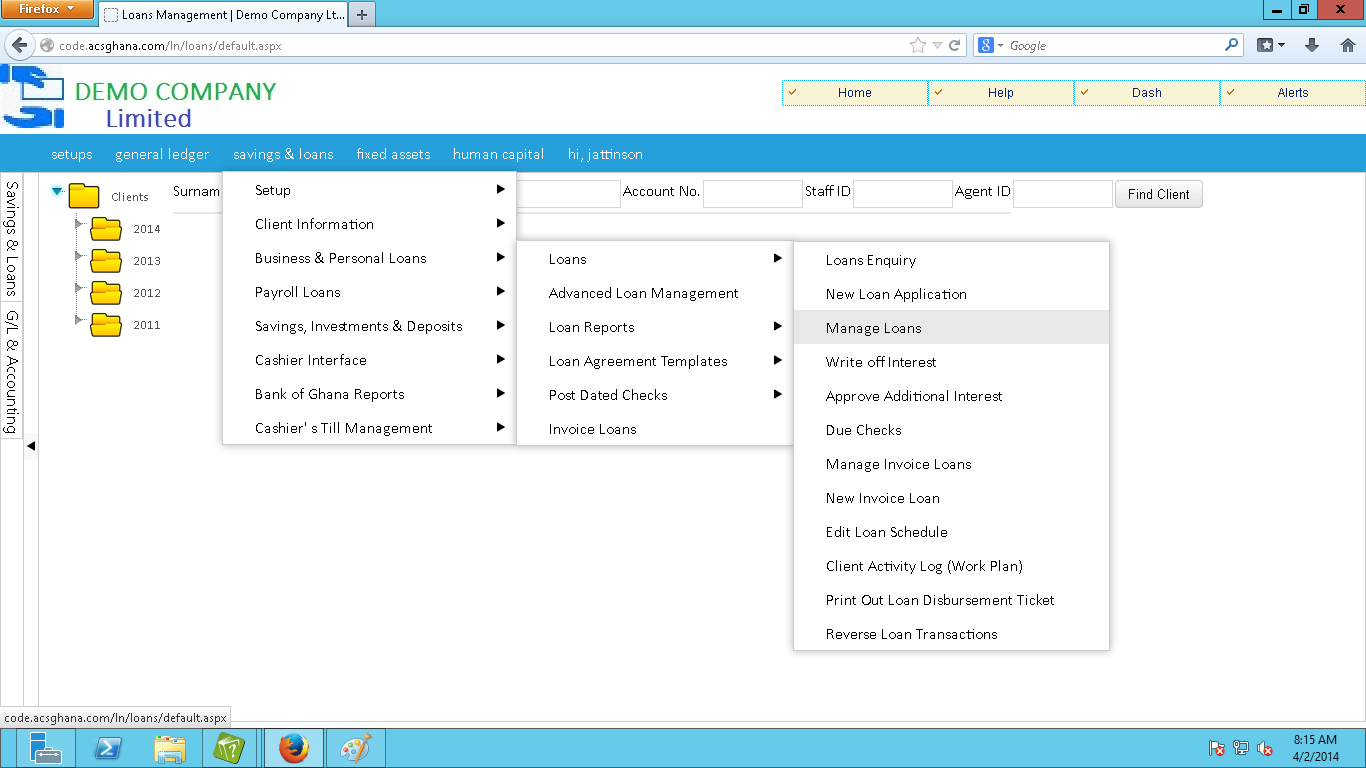 Firefox
Loans Management | Demo Company Lt...
code.acsghana.com/ln/loans/default.aspx
Google
DEMO COMPANY
Limited
Home
Help
Dash
Alerts
setups
general ledger
savings & loans
fixed assets
human capital
hi, jattinson
Savings & Loans
G/L & Accounting
Clients
2014
2013
2012
2011
Surnam
Account No.
Staff ID
Agent ID
Find Client
Setup
Client Information
Business & Personal Loans
Payroll Loans
Savings, Investments & Deposits
Cashier Interface
Bank of Ghana Reports
Cashier' s Till Management
Loans
Advanced Loan Management
Loan Reports
Loan Agreement Templates
Post Dated Checks
Invoice Loans
Loans Enquiry
New Loan Application
Manage Loans
Write off Interest
Approve Additional Interest
Due Checks
Manage Invoice Loans
New Invoice Loan
Edit Loan Schedule
Client Activity Log (Work Plan)
Print Out Loan Disbursement Ticket
Reverse Loan Transactions
code.acsghana.com/ln/loans/default.aspx
8:15 AM
4/2/2014